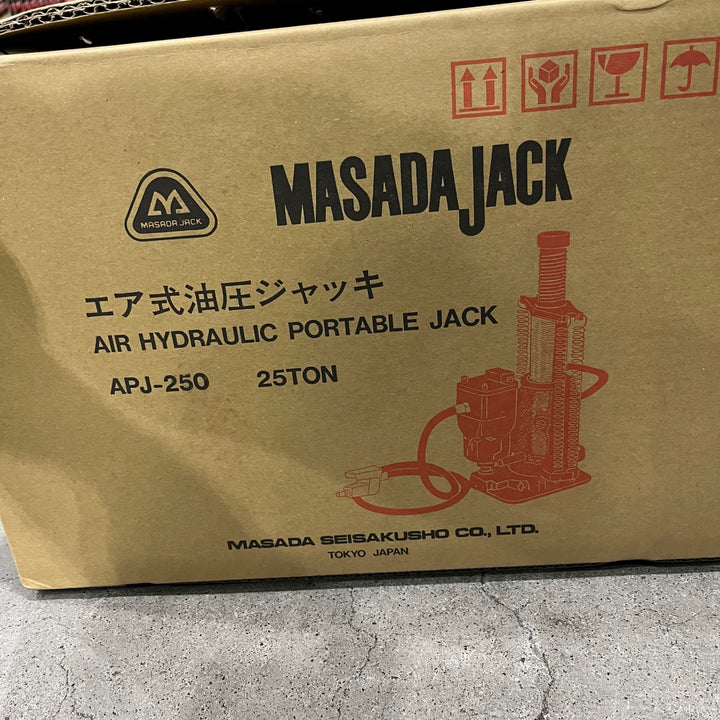 MASADA JACK
MASADA JACK
エア式油圧ジャッキ
AIR HYDRAULIC PORTABLE JACK
APJ-250 25TON
MASADA SEISAKUSHO CO., LTD.
TOKYO JAPAN